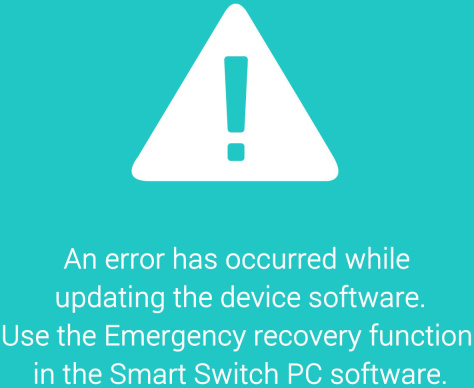 An error has occurred while
updating the device software.
Use the Emergency recovery function
in the Smart Switch PC software.